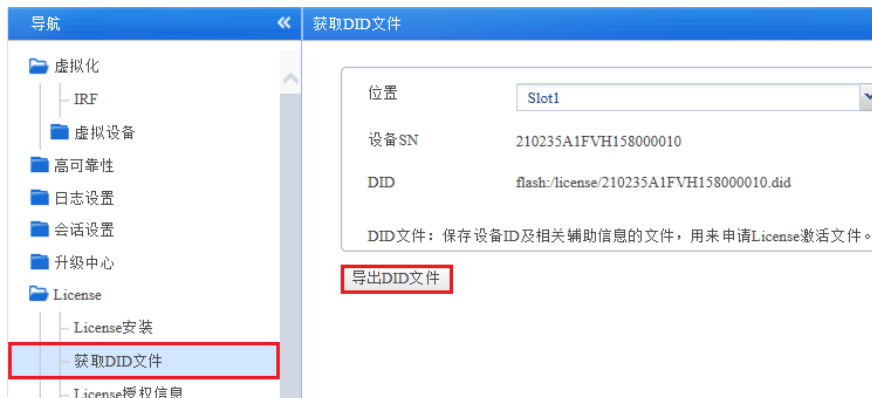 导航
虚拟化
IRF
虚拟设备
高可靠性
日志设置
会话设置
升级中心
License
License安装
获取DID文件
License授权信息
获取DID文件
位置 Slot1
设备SN 210235A1FVH158000010
DID flash:/license/210235A1FVH158000010.did
DID文件：保存设备ID及相关辅助信息的文件，用来申请License激活文件。
导出DID文件